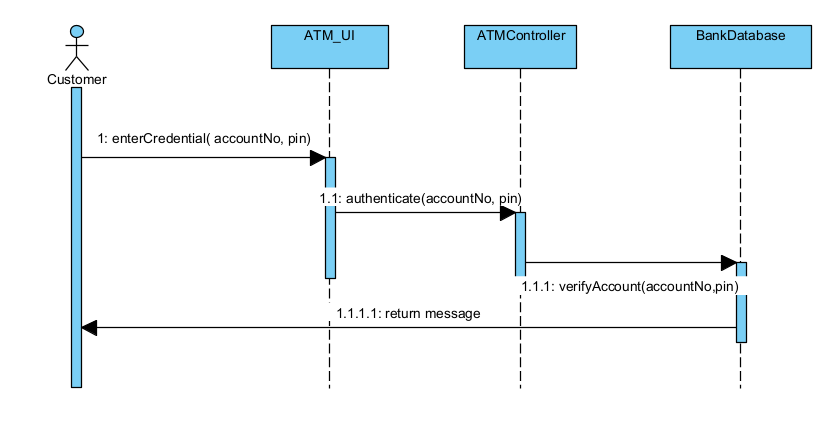 ATM_UI
ATMController
BankDatabase
Customer
1: enterCredential( accountNo, pin)
1.1: authenticate(accountNo, pin)
1.1.1: verifyAccount(accountNo,pin)
1.1.1.1: return message